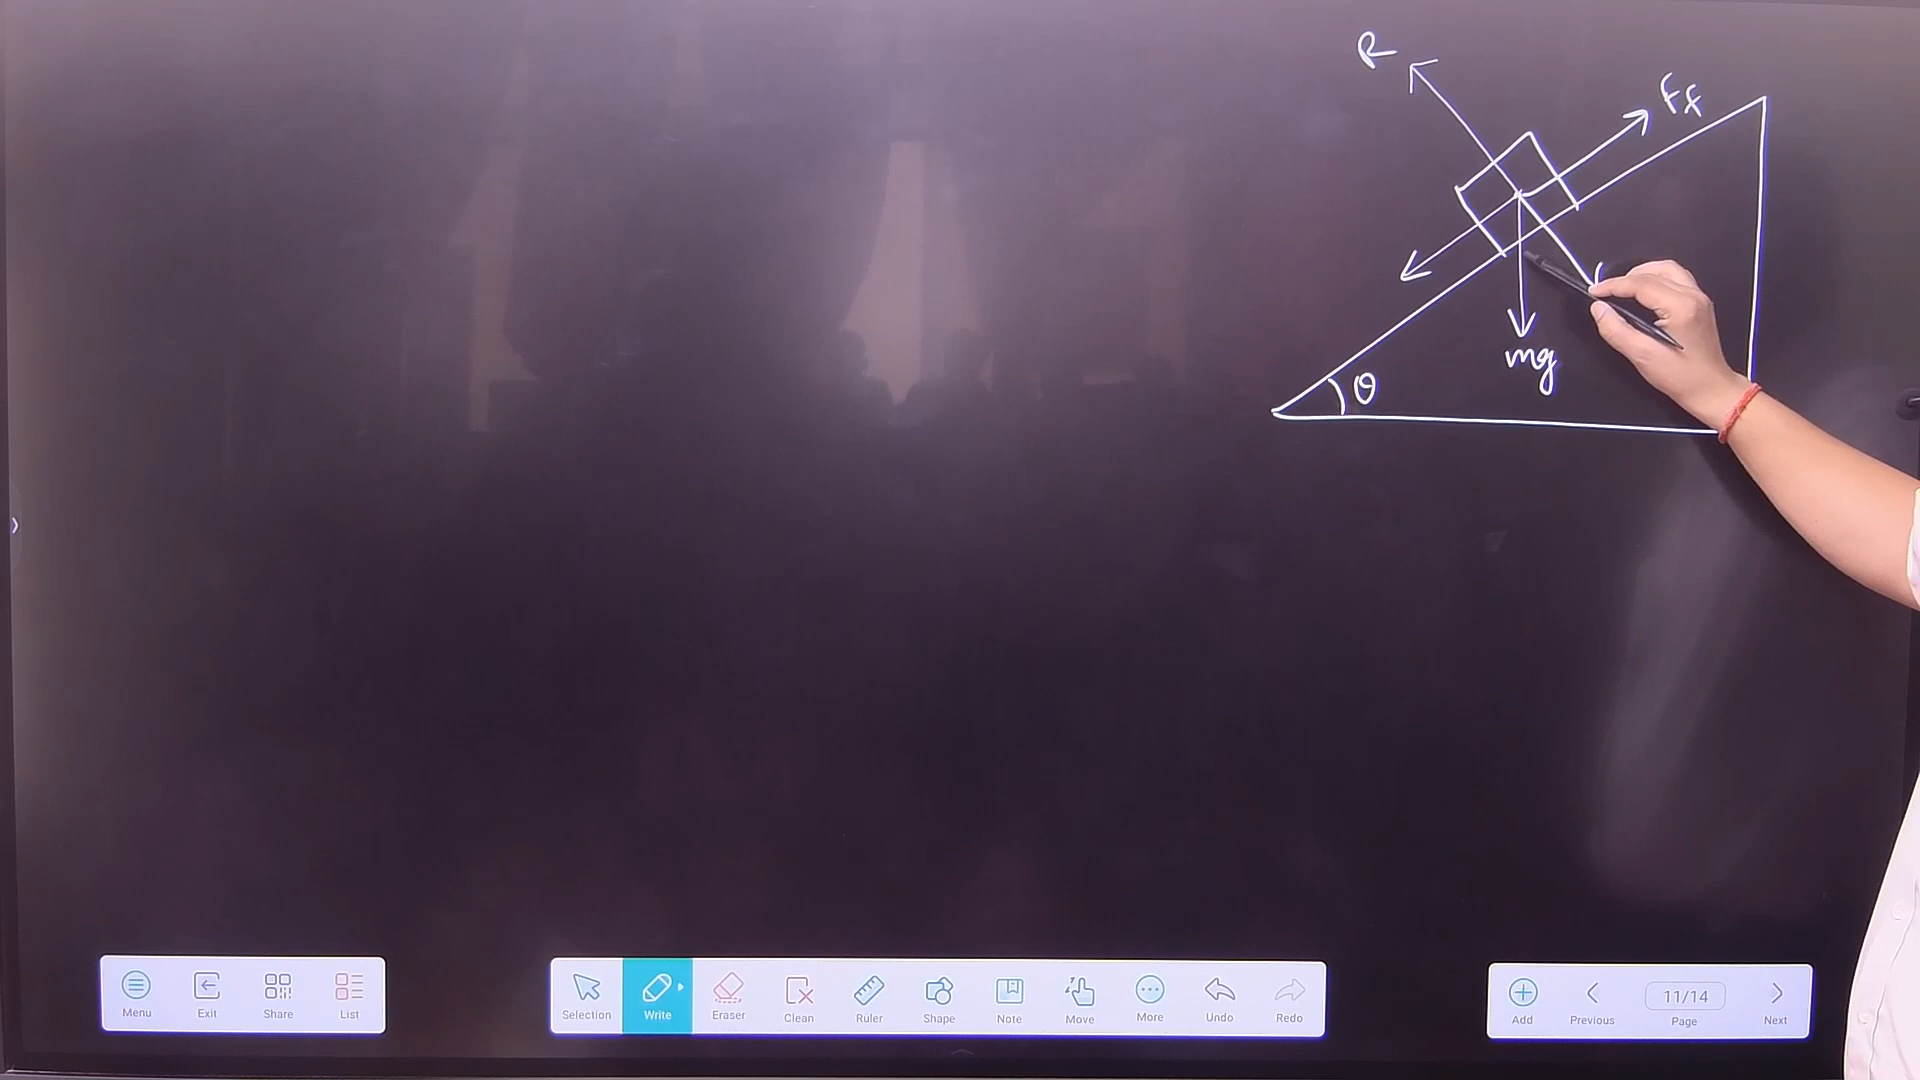 R
Ff
mg
θ
Menu
Exit
Share
List
Selection
Write
Eraser
Clean
Ruler
Shape
Note
Move
More
Undo
Redo
Add
Previous
11/14
Page
Next